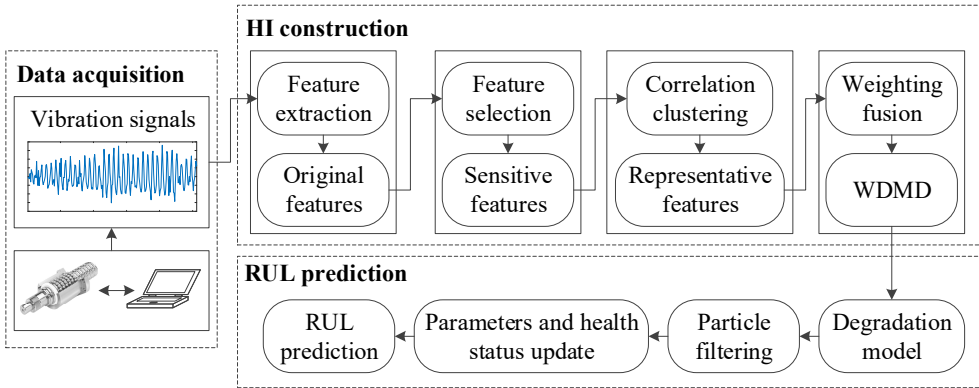 HI construction
Data acquisition
Vibration signals
Feature
extraction
Original
features
Feature
selection
Sensitive
features
Correlation
clustering
Representative
features
Weighting
fusion
WDMD
RUL prediction
Degradation
model
Particle
filtering
Parameters and health
status update
RUL
prediction